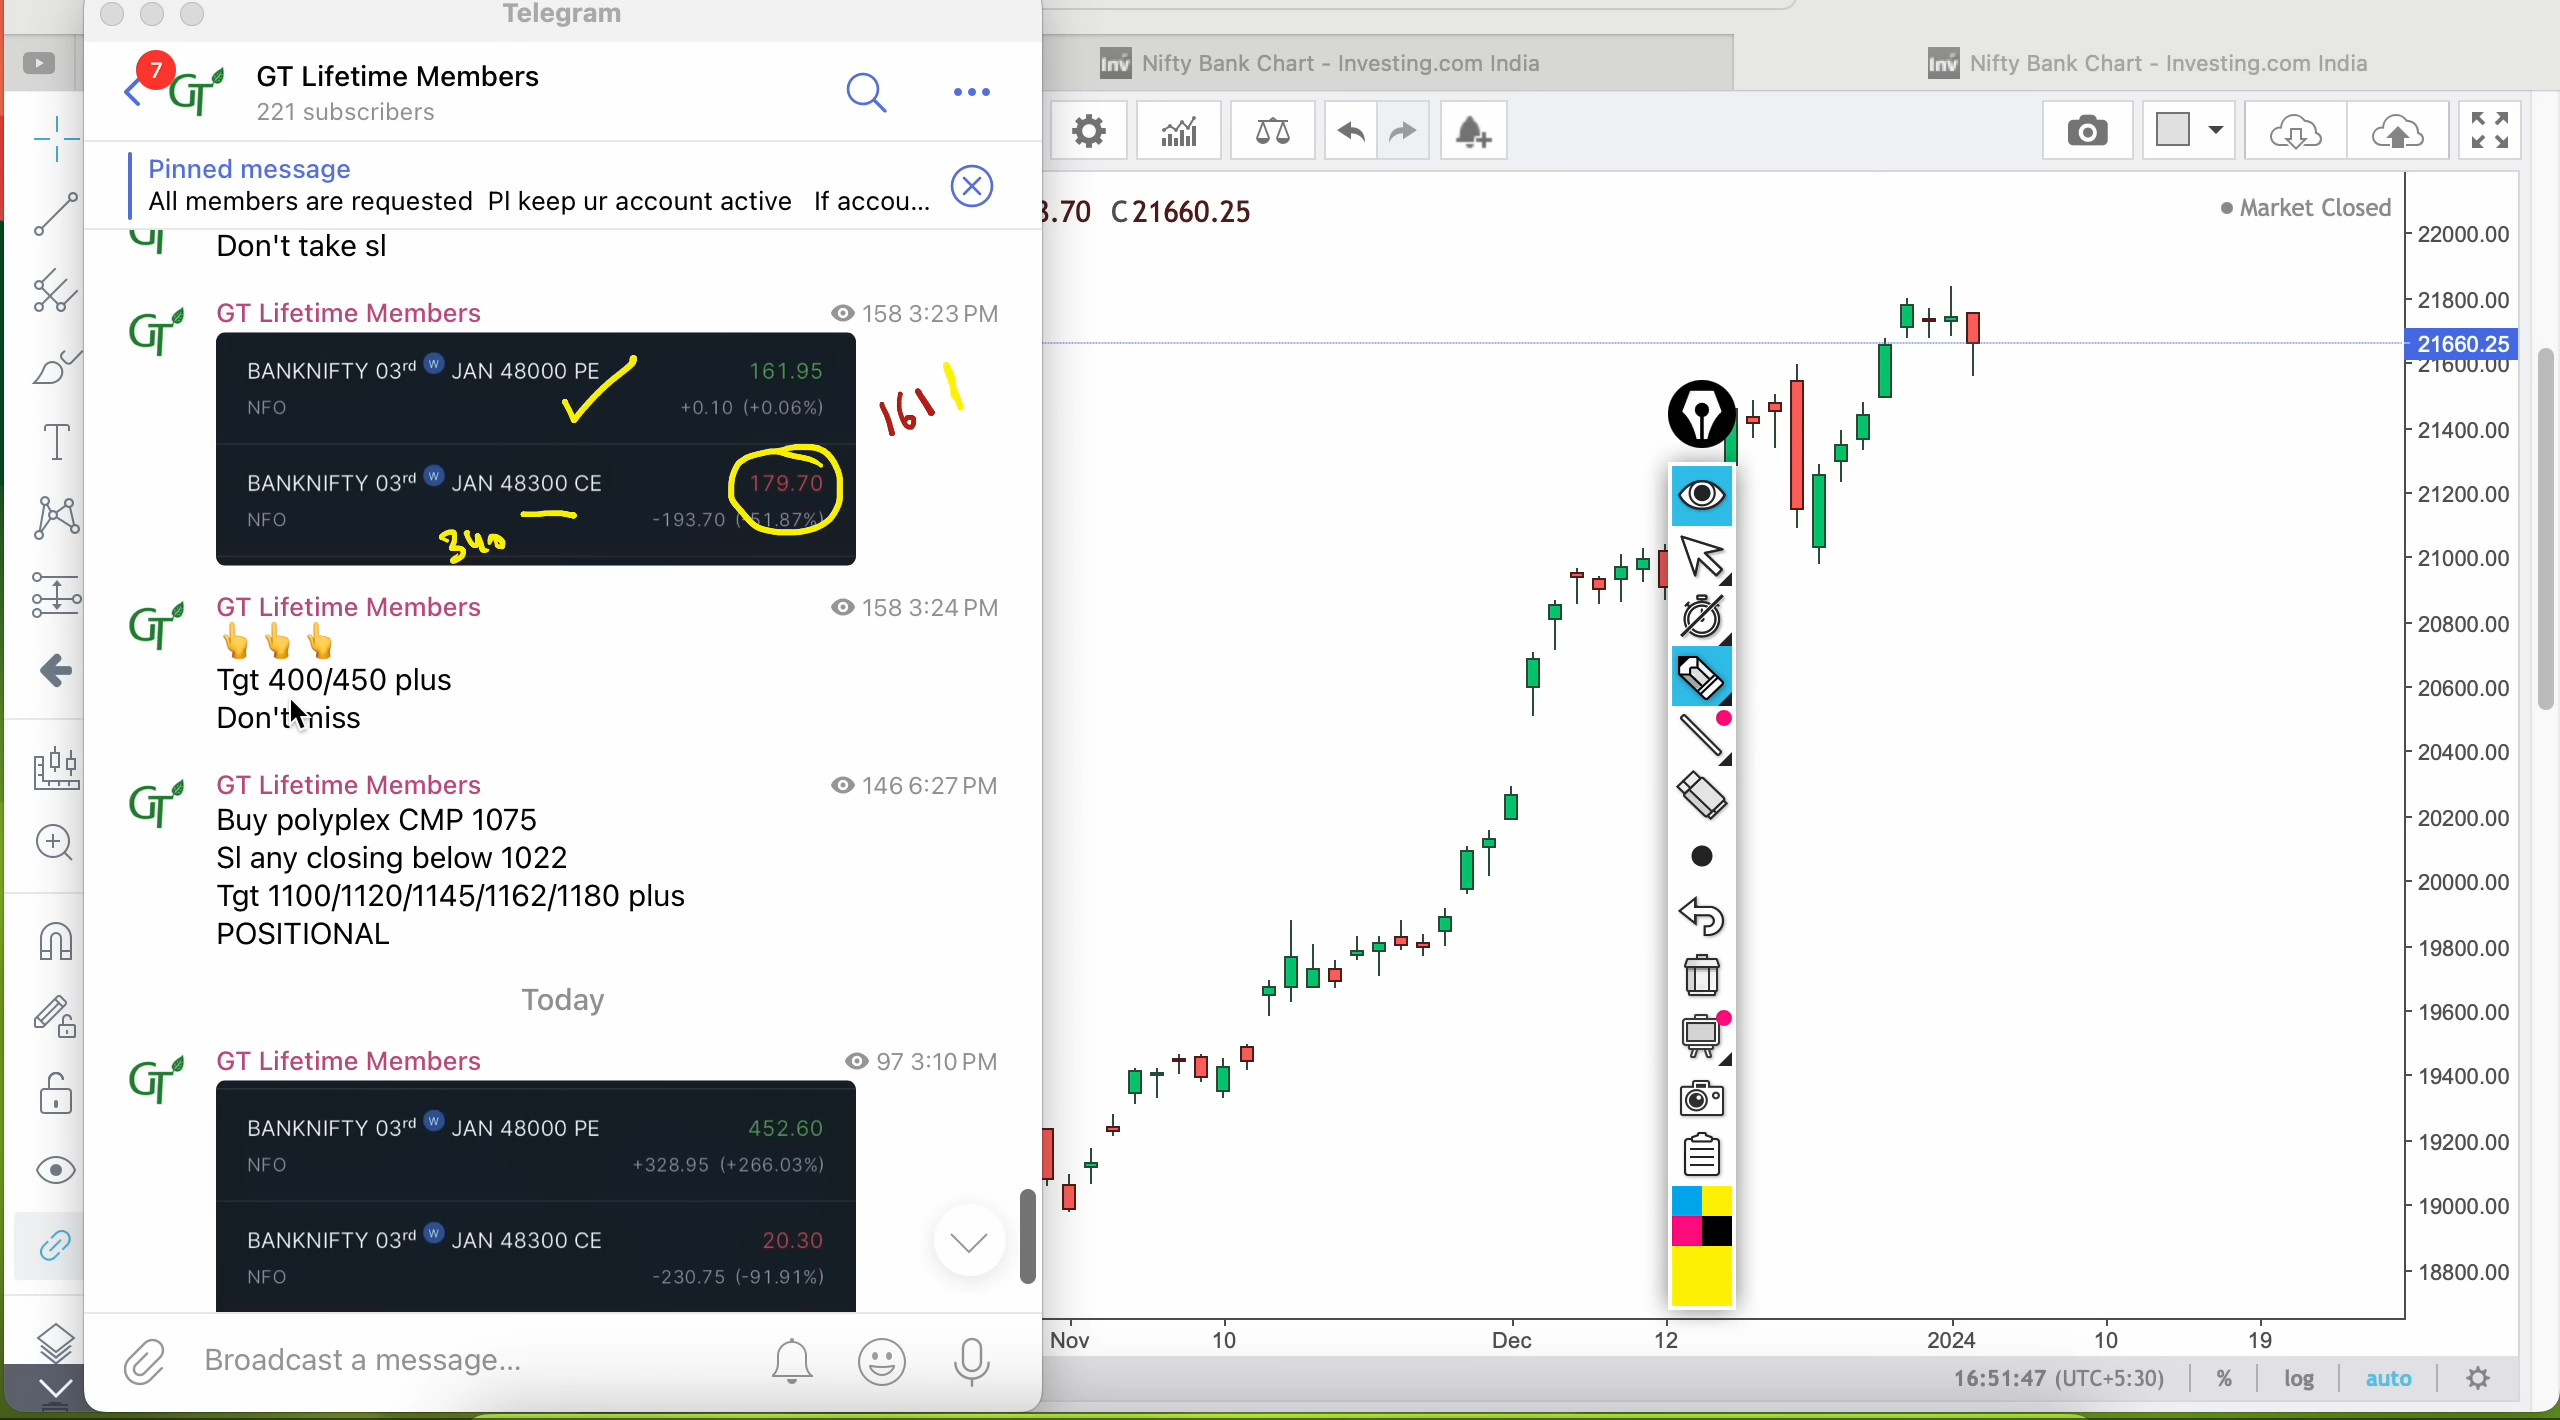 Telegram
7
GT
GT Lifetime Members
221 subscribers
Pinned message
All members are requested Pl keep ur account active If accou...
Don't take sl
GT Lifetime Members
158 3:23 PM
BANKNIFTY 03rd W JAN 48000 PE
161.95
NFO
+0.10 (+0.06%)
161
BANKNIFTY 03rd W JAN 48300 CE
179.70
NFO
-193.70 (-51.87%)
340
GT Lifetime Members
158 3:24 PM
👆👆👆
Tgt 400/450 plus
Don't miss
GT Lifetime Members
146 6:27 PM
Buy polyplex CMP 1075
Sl any closing below 1022
Tgt 1100/1120/1145/1162/1180 plus
POSITIONAL
Today
GT Lifetime Members
97 3:10 PM
BANKNIFTY 03rd W JAN 48000 PE
452.60
NFO
+328.95 (+266.03%)
BANKNIFTY 03rd W JAN 48300 CE
20.30
NFO
-230.75 (-91.91%)
Broadcast a message...
Inv Nifty Bank Chart - Investing.com India
Inv Nifty Bank Chart - Investing.com India
3.70 C21660.25
Market Closed
22000.00
21800.00
21660.25
21600.00
21400.00
21200.00
21000.00
20800.00
20600.00
20400.00
20200.00
20000.00
19800.00
19600.00
19400.00
19200.00
19000.00
18800.00
Nov 10 Dec 12 2024 10 19
16:51:47 (UTC+5:30) % log auto